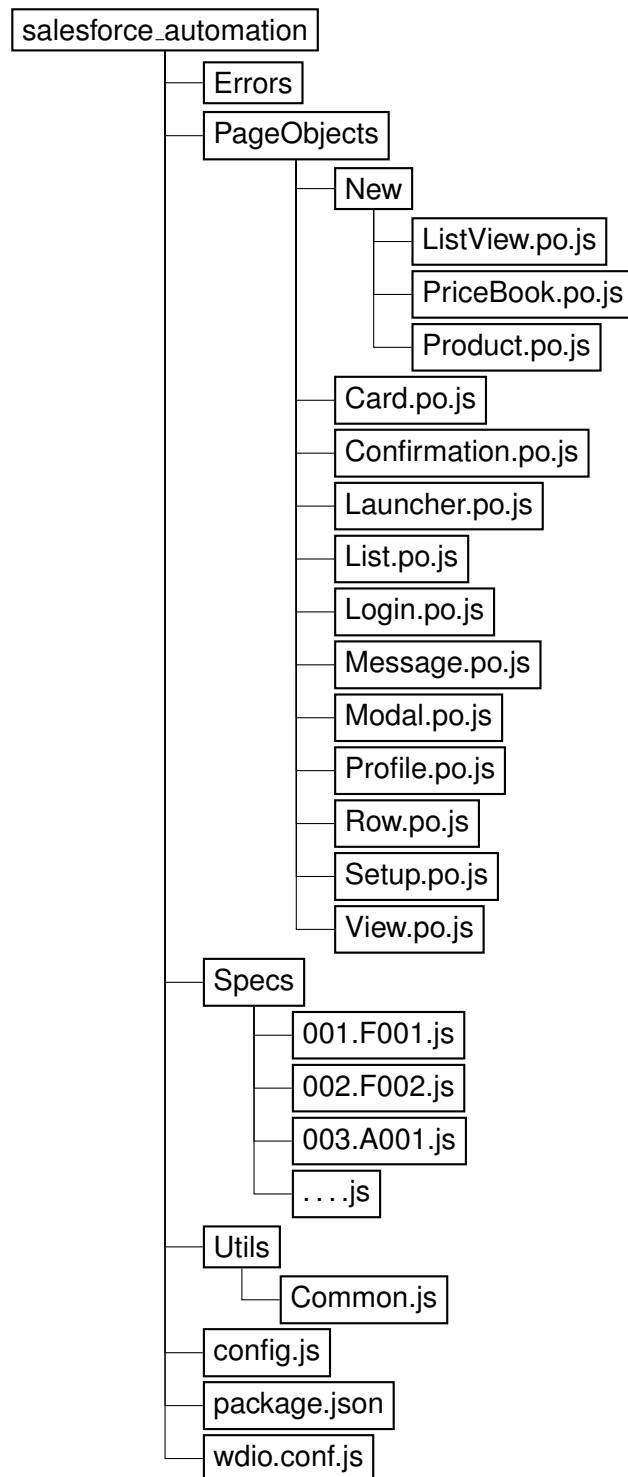 salesforce_automation
Errors
PageObjects
New
ListView.po.js
PriceBook.po.js
Product.po.js
Card.po.js
Confirmation.po.js
Launcher.po.js
List.po.js
Login.po.js
Message.po.js
Modal.po.js
Profile.po.js
Row.po.js
Setup.po.js
View.po.js
Specs
001.F001.js
002.F002.js
003.A001.js
. . . .js
Utils
Common.js
config.js
package.json
wdio.conf.js